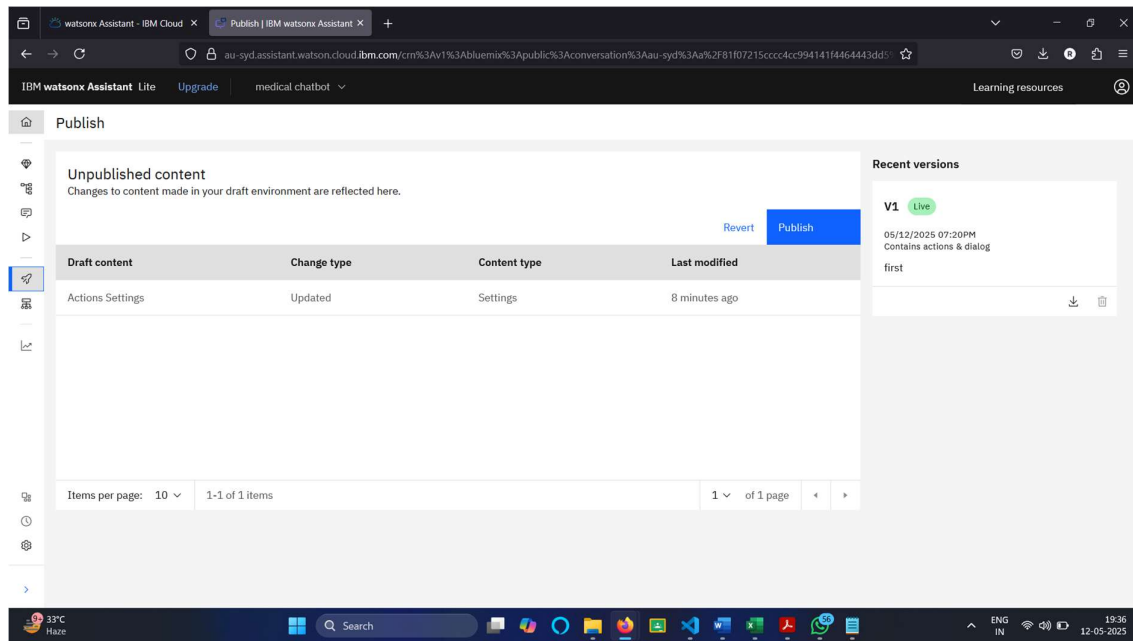 watsonx Assistant - IBM Cloud
Publish | IBM watsonx Assistant
au-syd.assistant.watson.cloud.ibm.com/crn%3Av1%3Abluemix%3Apublic%3Aconversation%3Aau-syd%3Aa%2F81f07215cccc4cc994141f4464443dd5
IBM watsonx Assistant Lite Upgrade medical chatbot Learning resources
Publish
Unpublished content
Changes to content made in your draft environment are reflected here.
Revert Publish
Draft content Change type Content type Last modified
Actions Settings Updated Settings 8 minutes ago
Items per page: 10 1-1 of 1 items 1 of 1 page
Recent versions
V1 Live
05/12/2025 07:20PM
Contains actions & dialog
first
9+ 33°C
Haze
Search
56
ENG
IN
19:36
12-05-2025